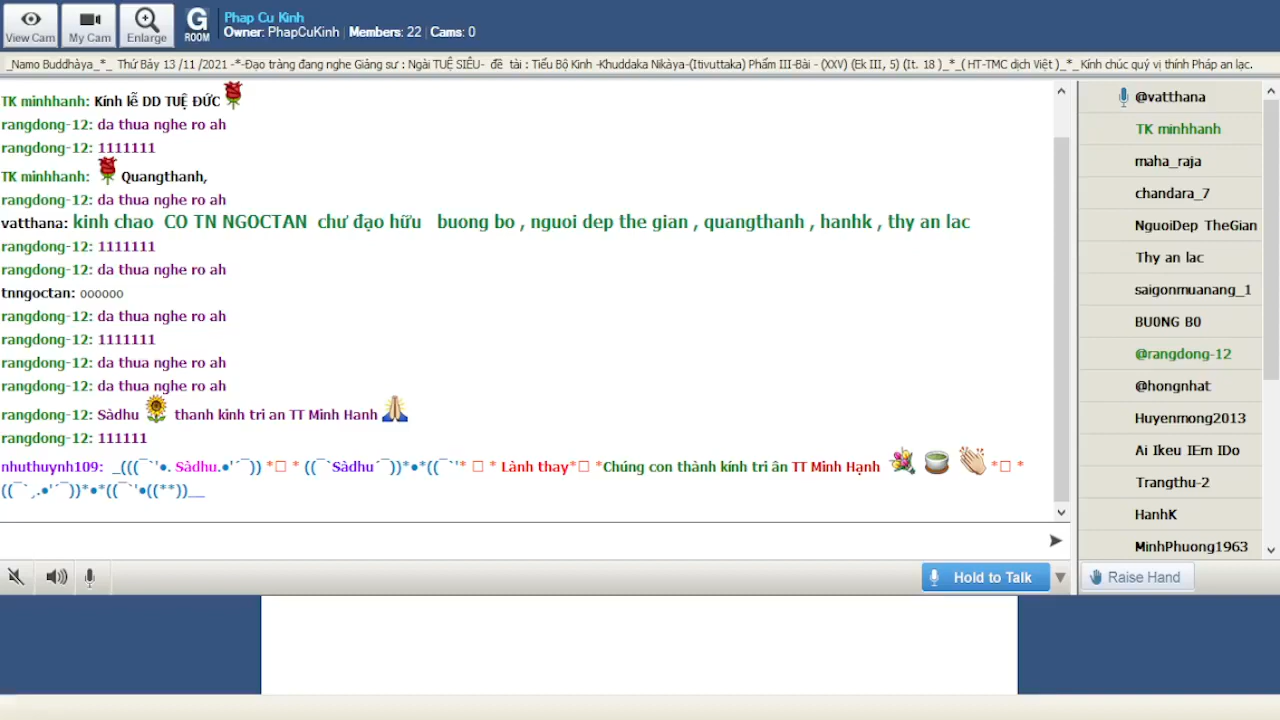 View Cam
My Cam
Enlarge
G
ROOM
Phap Cu Kinh
Owner: PhapCuKinh | Members: 22 | Cams: 0
_Namo Buddhàya_*_ Thứ Bảy 13 /11 /2021 -*-Đạo tràng đang nghe Giảng sư : Ngài TUỆ SIÊU- đề tài : Tiểu Bộ Kinh -Khuddaka Nikàya-(Itivuttaka) Phẩm III-Bài - (XXV) (Ek III, 5) (It. 18 )_*_( HT-TMC dịch Việt )_*_Kính chúc quý vị thính Pháp an lạc.
TK minhhanh: Kính lễ DD TUỆ ĐỨC
rangdong-12: da thua nghe ro ah
rangdong-12: 1111111
TK minhhanh: Quangthanh,
rangdong-12: da thua nghe ro ah
vatthana: kinh chao CO TN NGOCTAN chư đạo hữu buong bo , nguoi dep the gian , quangthanh , hanhk , thy an lac
rangdong-12: 1111111
rangdong-12: da thua nghe ro ah
tnngoctan: oooooo
rangdong-12: da thua nghe ro ah
rangdong-12: 1111111
rangdong-12: da thua nghe ro ah
rangdong-12: da thua nghe ro ah
rangdong-12: Sàdhu thanh kinh tri an TT Minh Hanh
rangdong-12: 111111
nhuthuynh109: _(((¯`'•. Sàdhu.•'´¯)) * * ((¯`Sàdhu´¯))*•*((¯`'* * Lành thay* *Chúng con thành kính tri ân TT Minh Hạnh * *
((¯`¸.•'´¯))*•*((¯`'•((**))__
@vatthana
TK minhhanh
maha_raja
chandara_7
NguoiDep TheGian
Thy an lac
saigonmuanang_1
BU0NG B0
@rangdong-12
@hongnhat
Huyenmong2013
Ai Ikeu IEm IDo
Trangthu-2
HanhK
MinhPhuong1963
Hold to Talk
Raise Hand